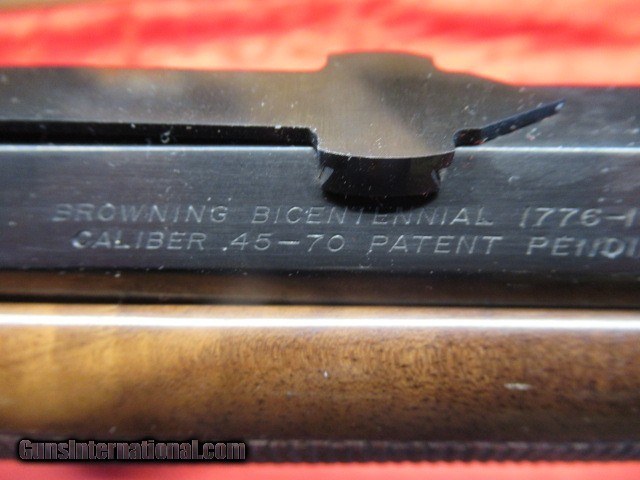 BROWNING BICENTENNIAL 1776-1
CALIBER .45-70 PATENT PENDI
GunsInternational.com